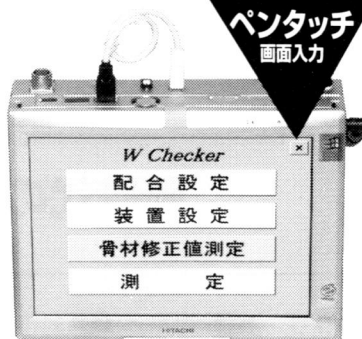 ペンタッチ
画面入力
W Checker
配合設定
装置設定
骨材修正値測定
測定
HITACHI